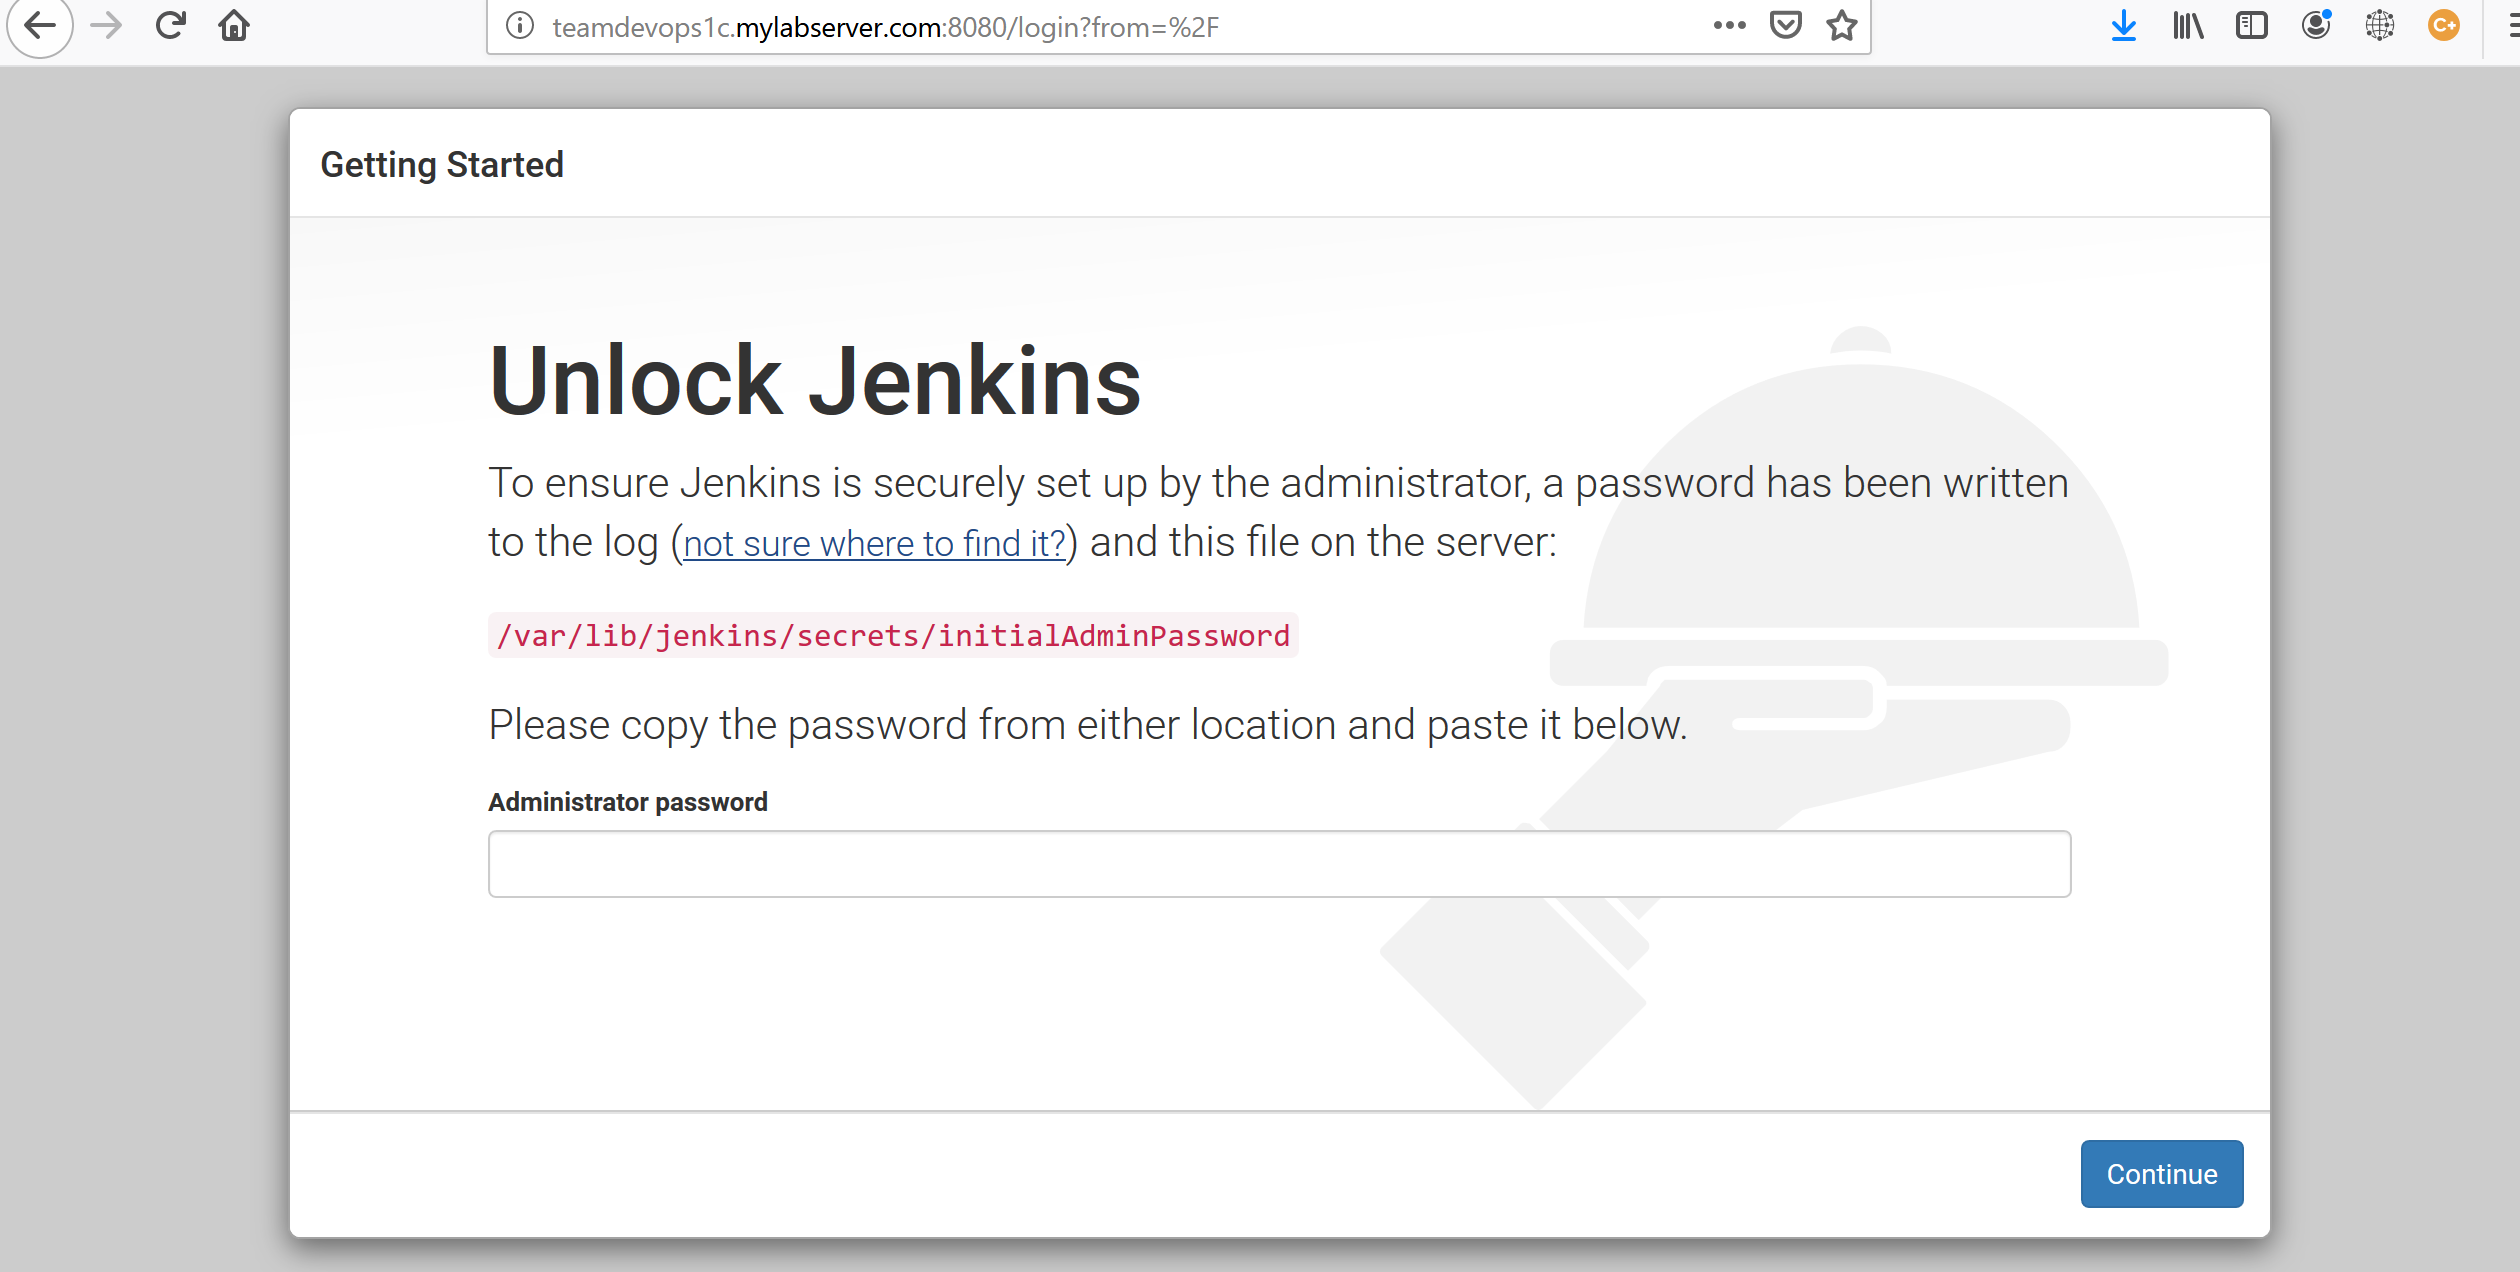 teamdevops1c.mylabserver.com:8080/login?from=%2F
C+
Getting Started
Unlock Jenkins
To ensure Jenkins is securely set up by the administrator, a password has been written
to the log (not sure where to find it?) and this file on the server:
/var/lib/jenkins/secrets/initialAdminPassword
Please copy the password from either location and paste it below.
Administrator password
Continue